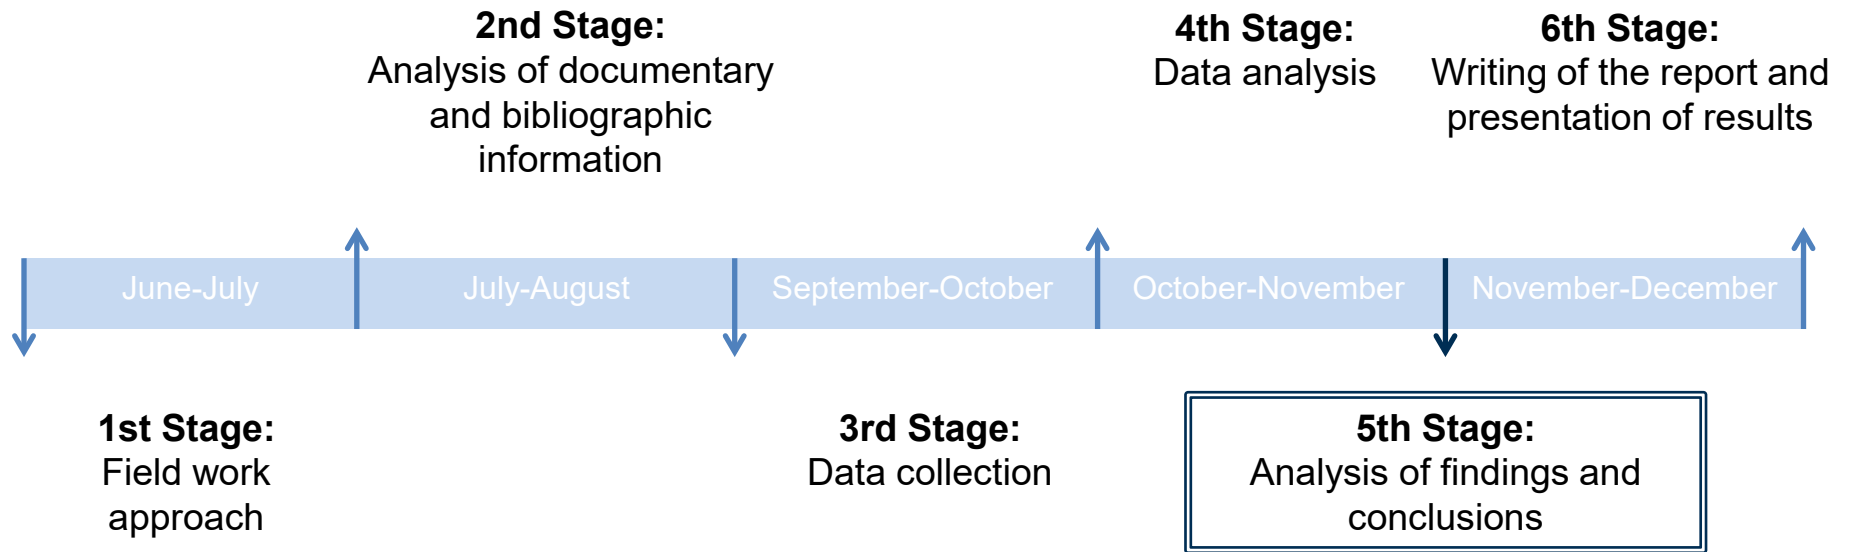 2nd Stage:
Analysis of documentary
and bibliographic
information
4th Stage:
Data analysis
6th Stage:
Writing of the report and
presentation of results
June-July
July-August
September-October
October-November
November-December
1st Stage:
Field work
approach
3rd Stage:
Data collection
5th Stage:
Analysis of findings and
conclusions